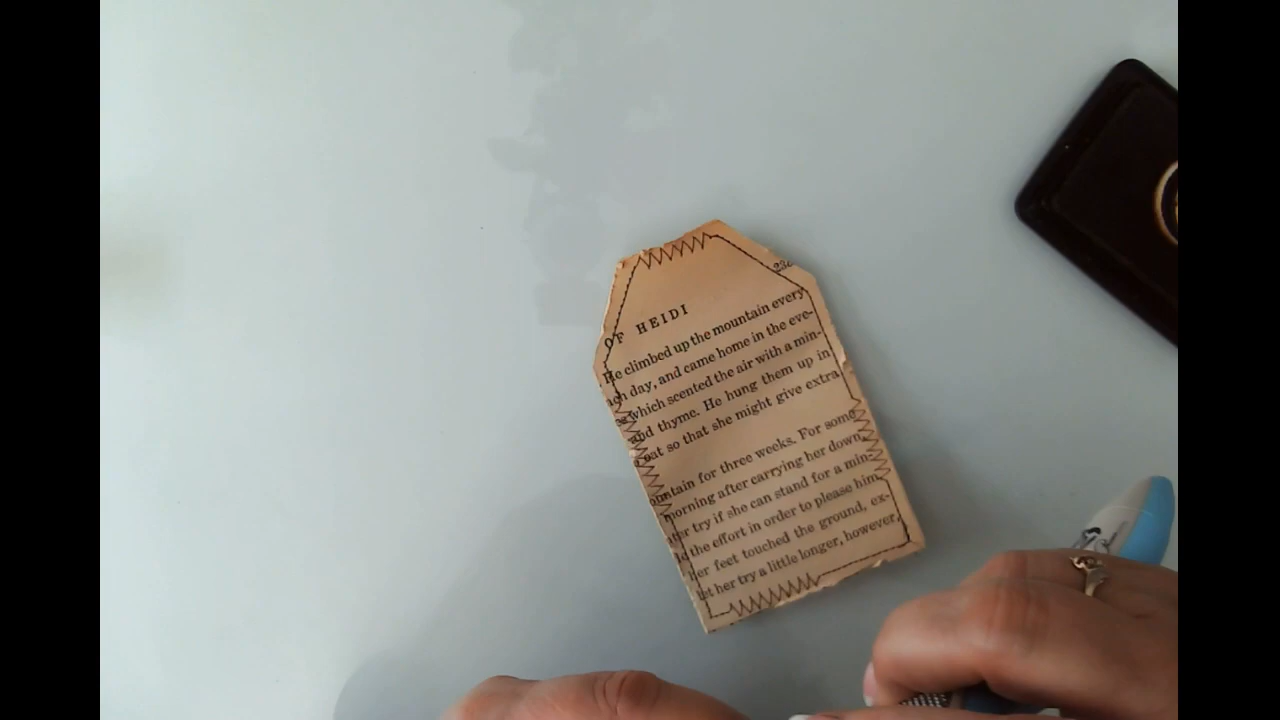 23
OF HEIDI
He climbed up the mountain every
ach day, and came home in the eve-
which scented the air with a min-
and thyme. He hung them up in
oat so that she might give extra
ountain for three weeks. For some
morning after carrying her down,
try if she can stand for a min-
the effort in order to please him,
her feet touched the ground, ex-
let her try a little longer, however,